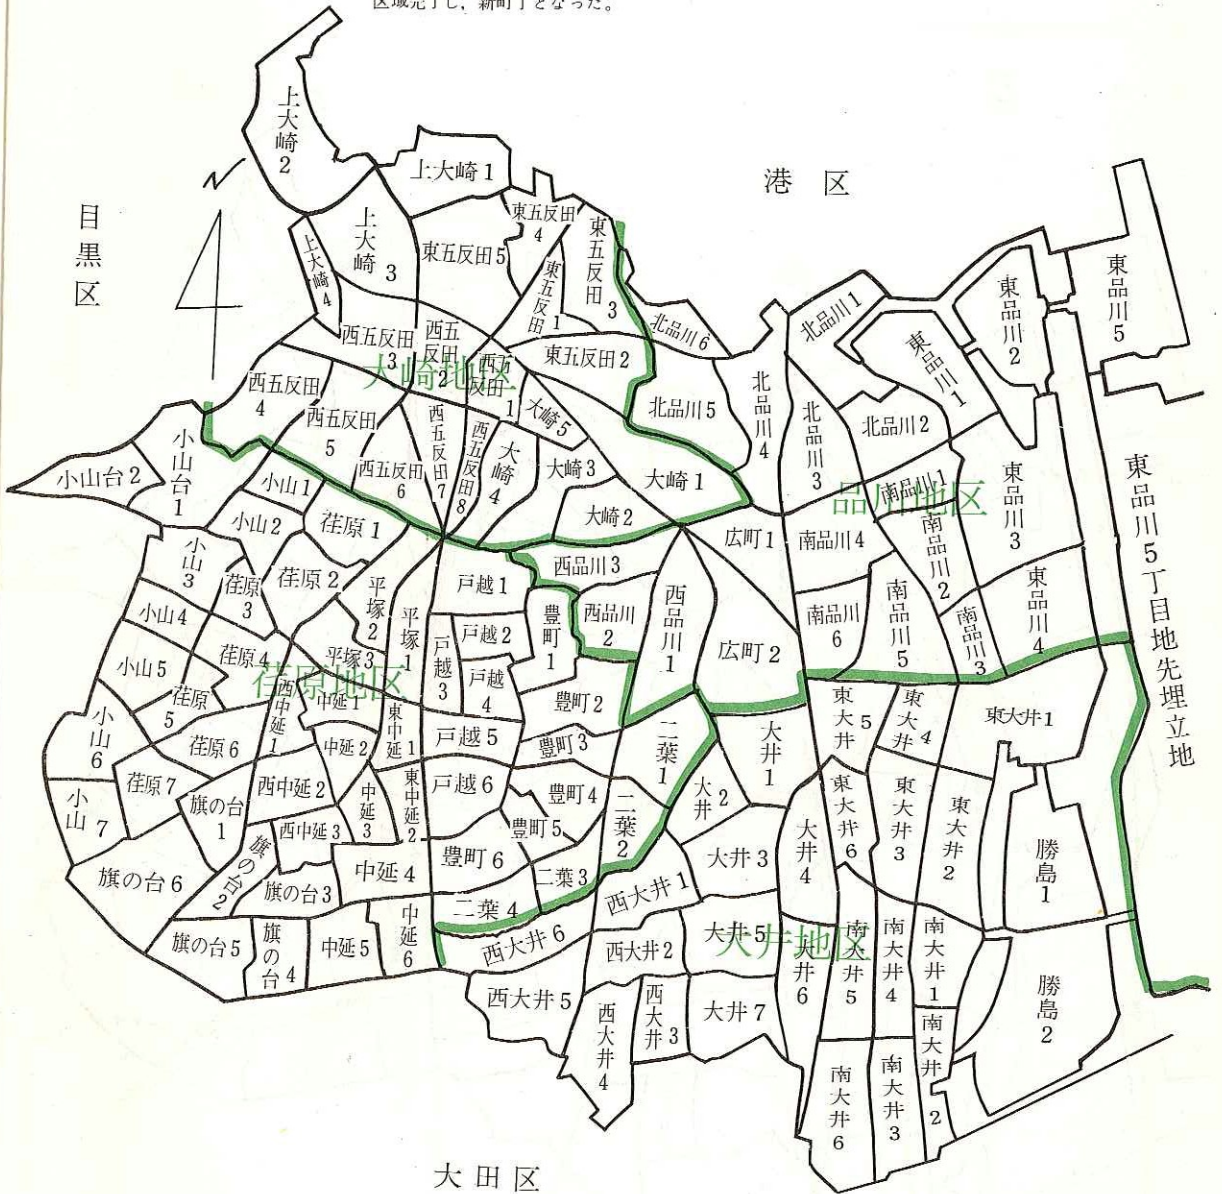 区域完了し，新町丁となった。
港 区
目黒区
大田区
N
上大崎2
上大崎1
上大崎3
上大崎4
東五反田4
東五反田5
東五反田3
東五反田1
東五反田2
西五反田3
西五反田2
西五反田1
大崎地区
西五反田4
西五反田5
西五反田6
西五反田7
西五反田8
大崎5
大崎4
大崎3
大崎2
大崎1
北品川6
北品川5
北品川4
北品川3
北品川1
北品川2
東品川1
東品川2
東品川5
東品川3
東品川4
東品川5丁目地先埋立地
品川地区
南品川1
南品川2
南品川4
南品川6
南品川5
南品川3
広町1
広町2
西品川3
西品川2
西品川1
小山台2
小山台1
小山1
小山2
小山3
小山4
小山5
小山6
小山7
荏原1
荏原2
荏原3
荏原4
荏原5
荏原6
荏原7
荏原地区
平塚2
平塚1
平塚3
戸越1
戸越2
戸越3
戸越4
戸越5
戸越6
豊町1
豊町2
豊町3
豊町4
豊町5
豊町6
西中延1
西中延2
西中延3
中延1
中延2
中延3
中延4
中延5
中延6
東中延1
東中延2
旗の台1
旗の台2
旗の台3
旗の台4
旗の台5
旗の台6
二葉1
二葉2
二葉3
二葉4
大井1
大井2
大井3
大井4
大井5
大井6
大井7
大井地区
西大井1
西大井2
西大井3
西大井4
西大井5
西大井6
東大井5
東大井4
東大井1
東大井6
東大井3
東大井2
南大井5
南大井4
南大井1
南大井2
南大井3
南大井6
勝島1
勝島2